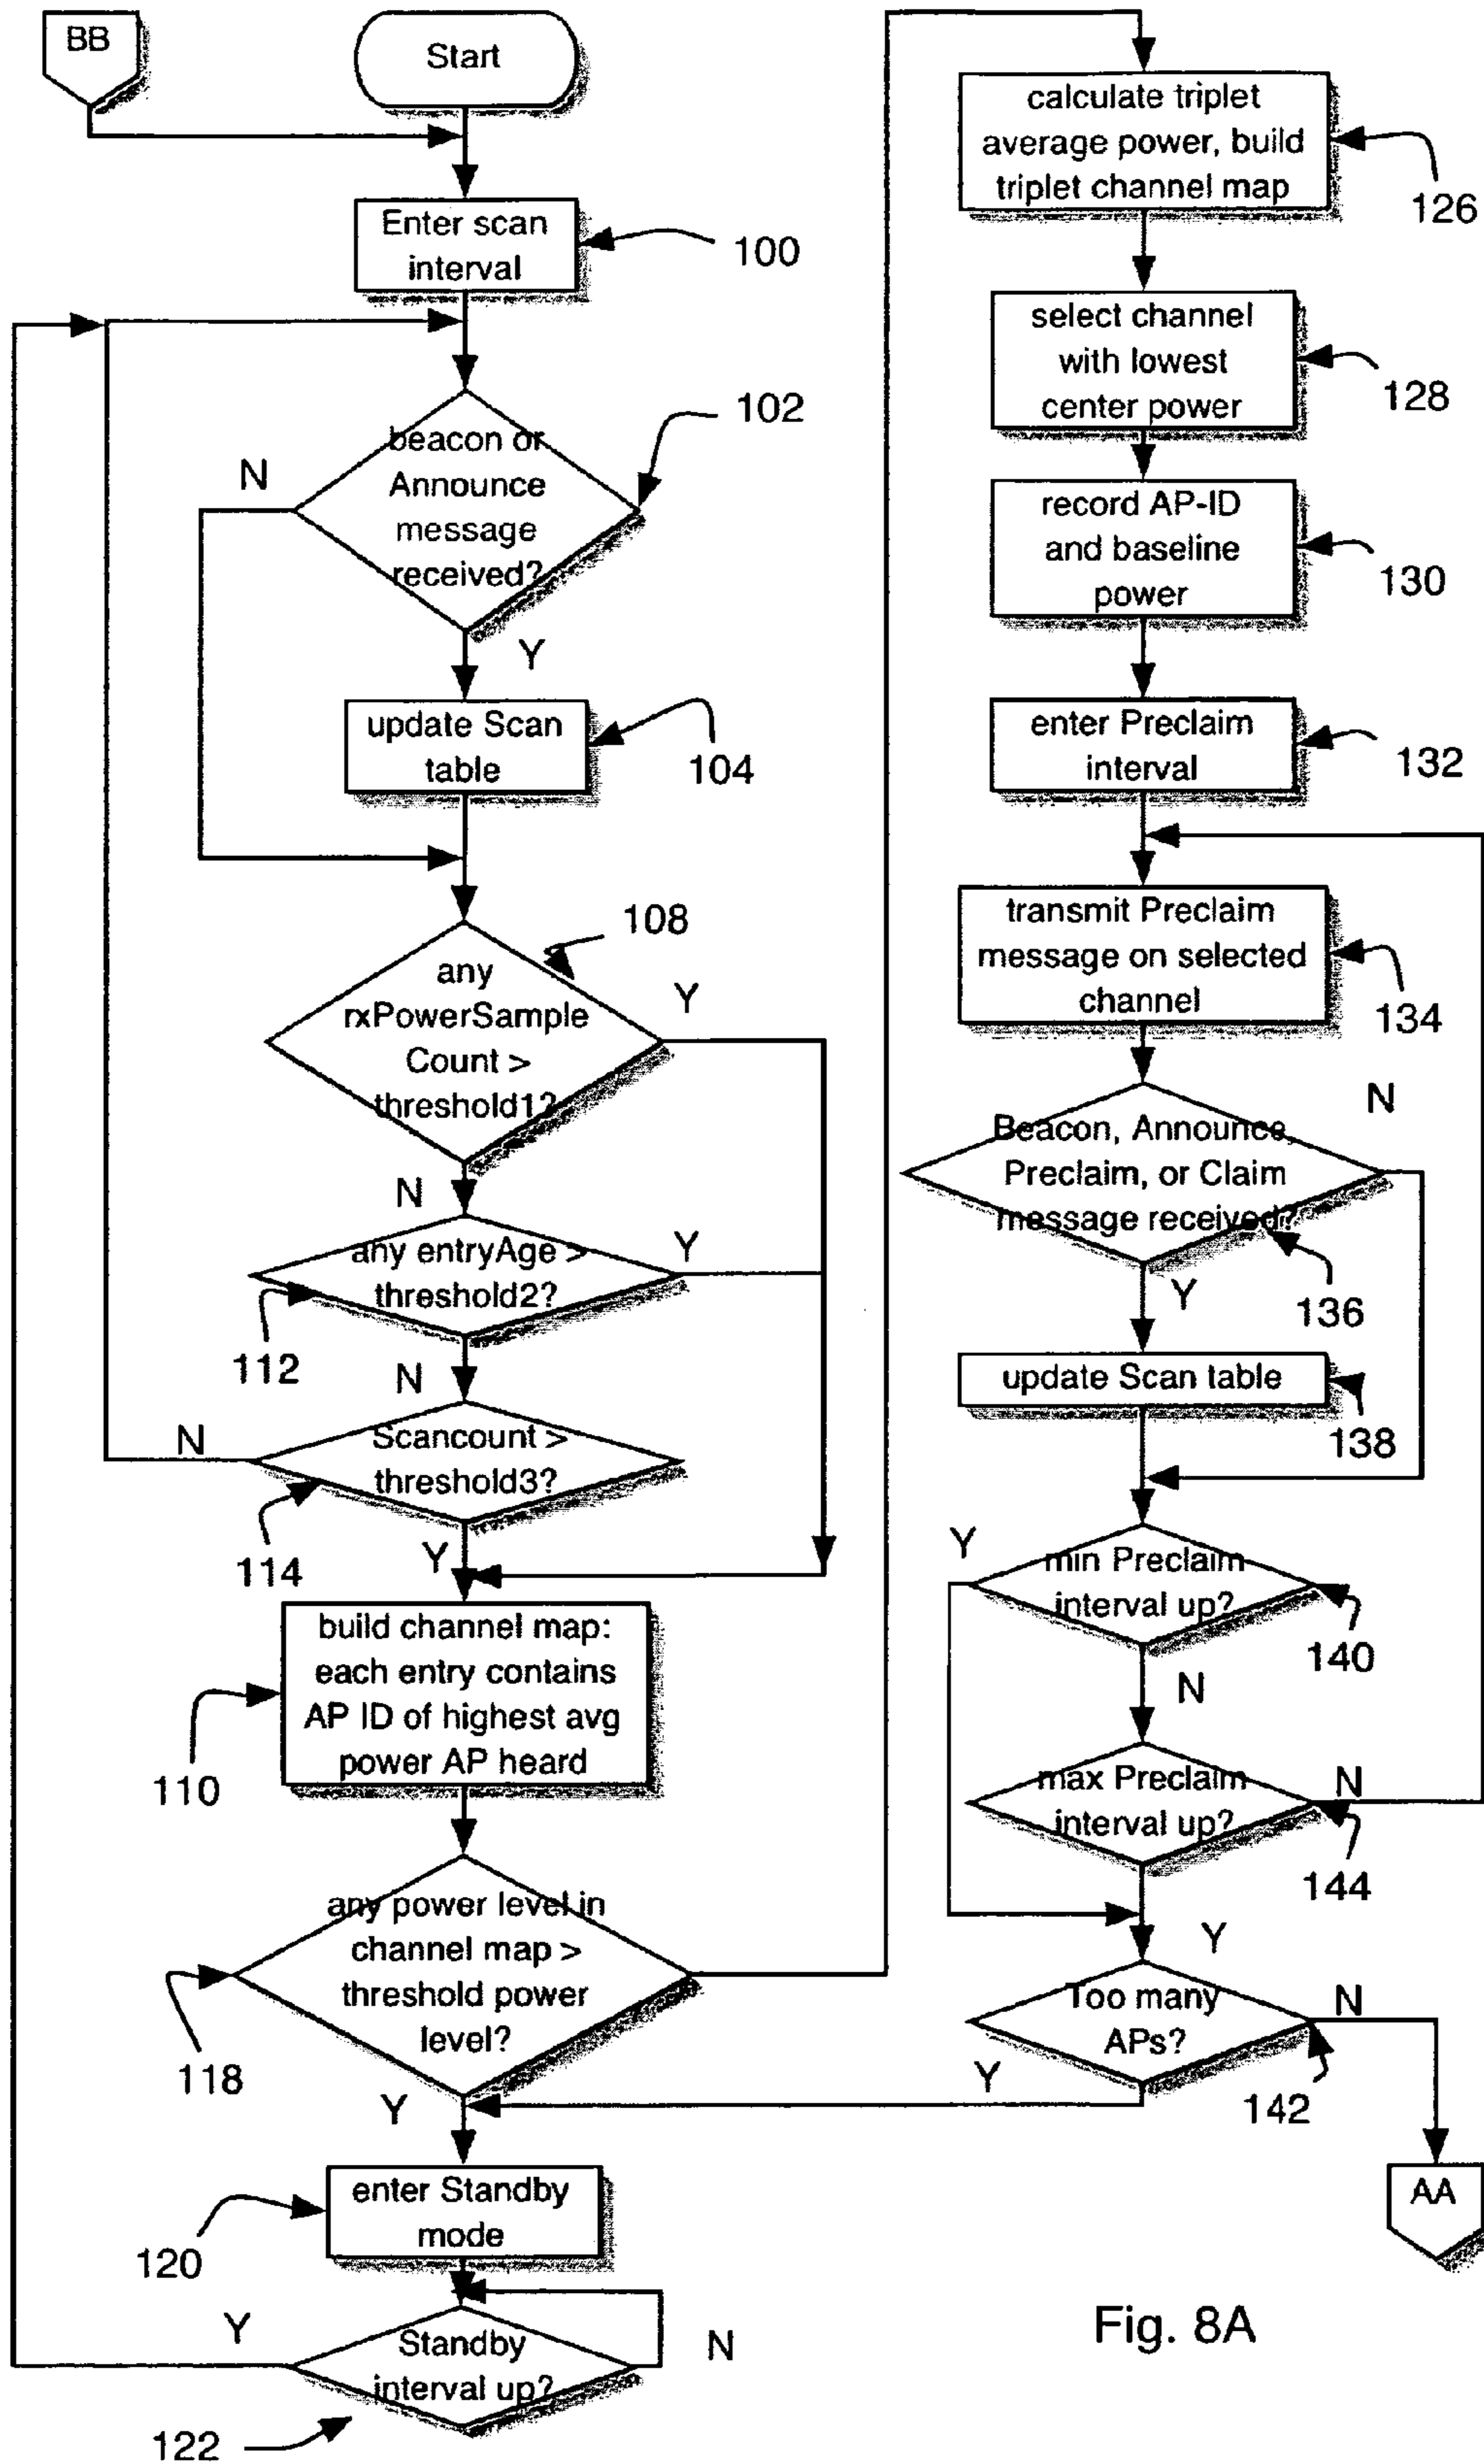 BB
Start
Enter scan
interval
100
beacon or
Announce
message
received?
102
N
Y
update Scan
table
104
108
any
rxPowerSample
Count >
threshold1?
Y
N
any entryAge >
threshold2?
Y
112
N
Scancount >
threshold3?
N
114
Y
build channel map:
each entry contains
AP ID of highest avg
power AP heard
110
any power level in
channel map >
threshold power
level?
118
Y
enter Standby
mode
120
Y
Standby
interval up?
N
122
calculate triplet
average power, build
triplet channel map
126
select channel
with lowest
center power
128
record AP-ID
and baseline
power
130
enter Preclaim
interval
132
transmit Preclaim
message on selected
channel
134
N
Beacon, Announce,
Preclaim, or Claim
message received?
136
Y
update Scan table
138
Y
min Preclaim
interval up?
140
N
max Preclaim
interval up?
N
144
Y
Too many
APs?
N
Y
142
AA
Fig. 8A